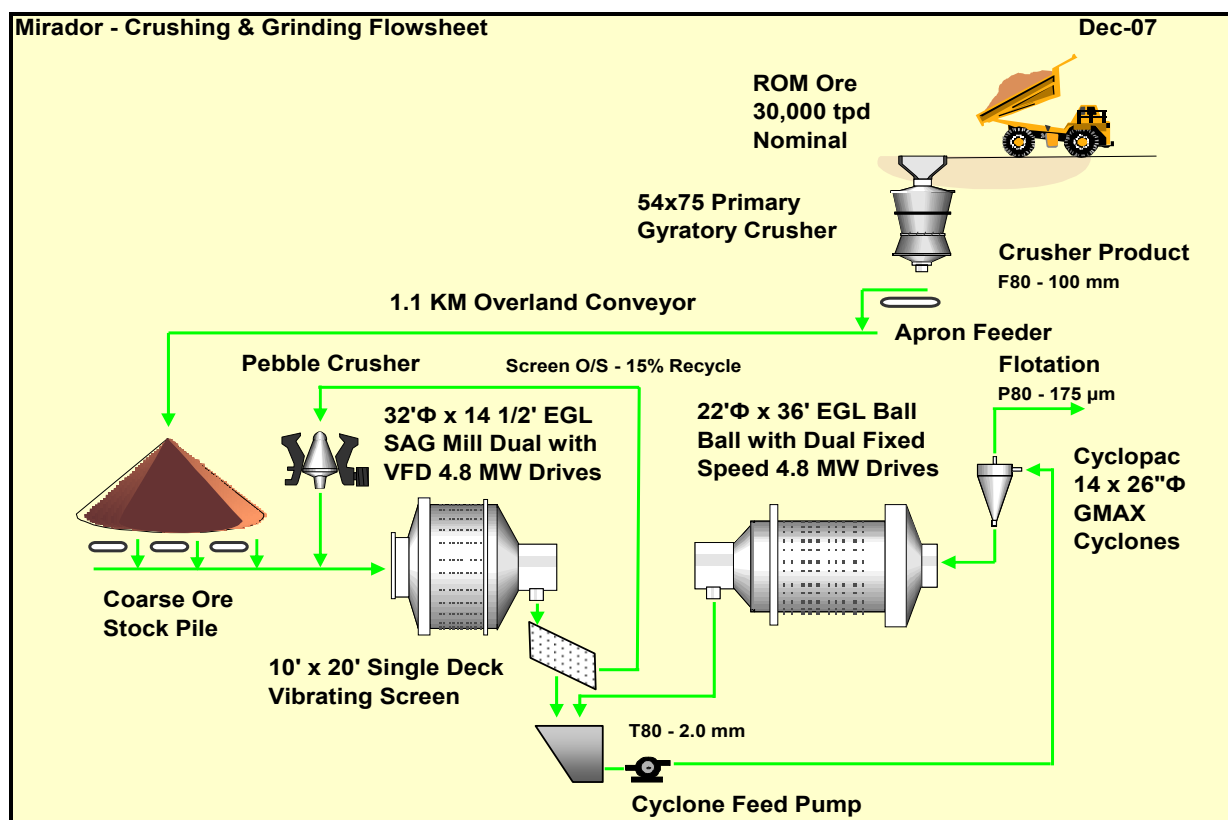 Mirador - Crushing & Grinding Flowsheet
Dec-07
ROM Ore
30,000 tpd
Nominal
54x75 Primary
Gyratory Crusher
Crusher Product
F80 - 100 mm
1.1 KM Overland Conveyor
Apron Feeder
Pebble Crusher
Screen O/S - 15% Recycle
Flotation
P80 - 175 µm
32'Φ x 14 1/2' EGL
SAG Mill Dual with
VFD 4.8 MW Drives
22'Φ x 36' EGL Ball
Ball with Dual Fixed
Speed 4.8 MW Drives
Cyclopac
14 x 26"Φ
GMAX
Cyclones
Coarse Ore
Stock Pile
10' x 20' Single Deck
Vibrating Screen
T80 - 2.0 mm
Cyclone Feed Pump